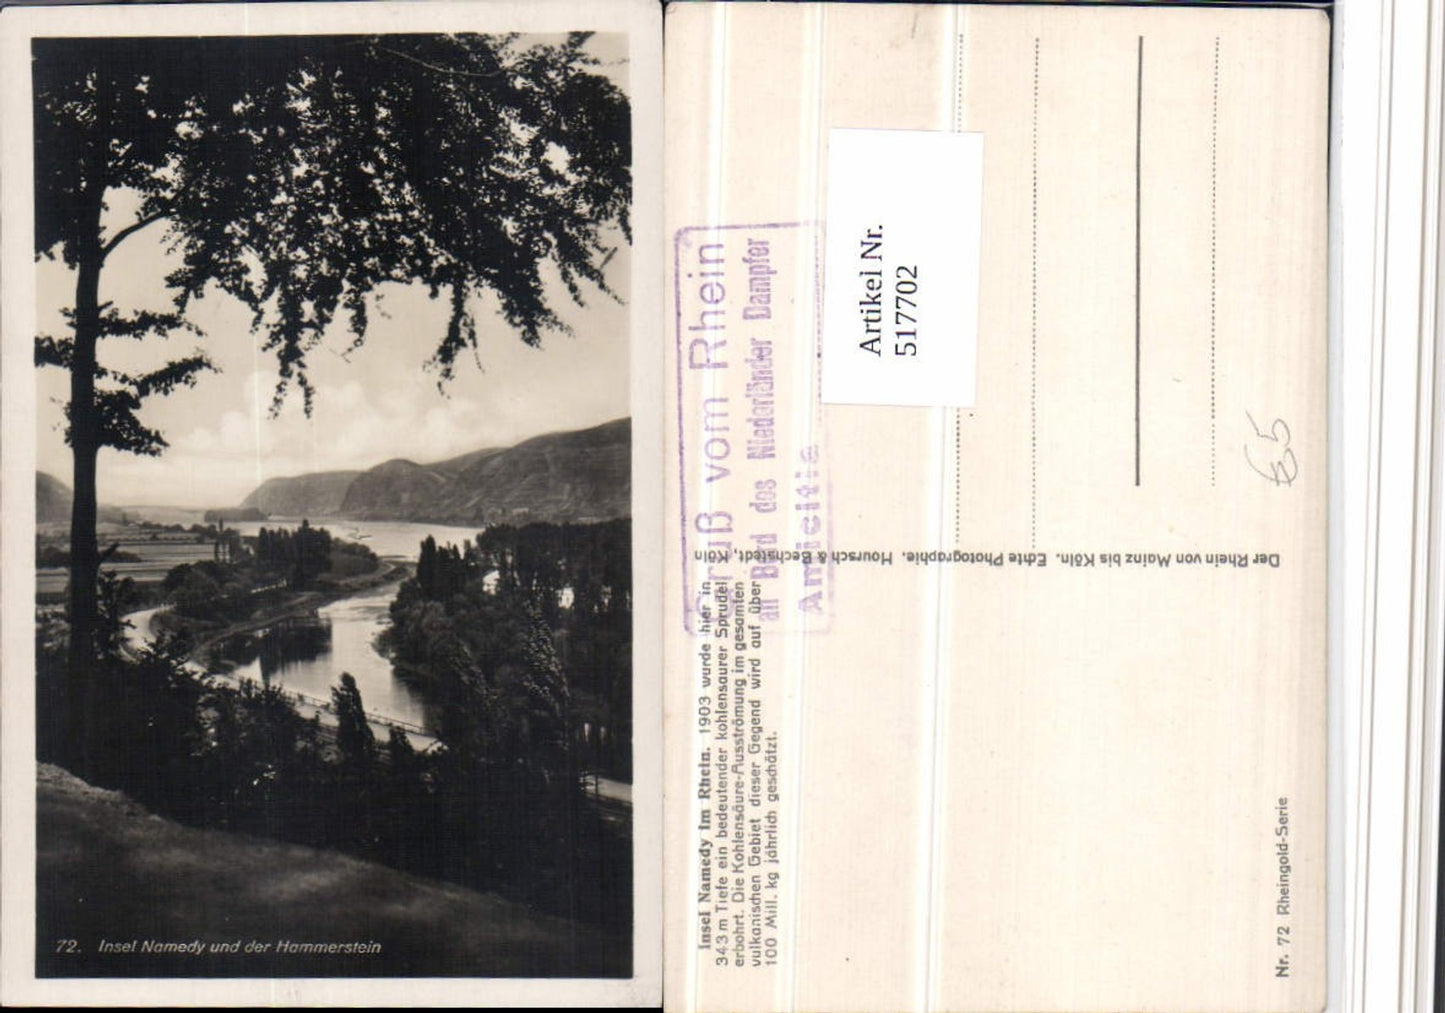 72. Insel Namedy und der Hammerstein
Insel Namedy im Rhein. 1903 wurde hier in
343 m Tiefe ein bedeutender kohlensaurer Sprudel
erbohrt. Die Kohlensäure-Ausströmung im gesamten
vulkanischen Gebiet dieser Gegend wird auf über
100 Mill. kg jährlich geschätzt.
Gruß vom Rhein
an Bord des Niederländer Dampfer
Amicitia
Artikel Nr.
517702
Der Rhein von Mainz bis Köln. Echte Photographie. Hoursch & Bechstedt, Köln
65
Nr. 72 Rheingold-Serie